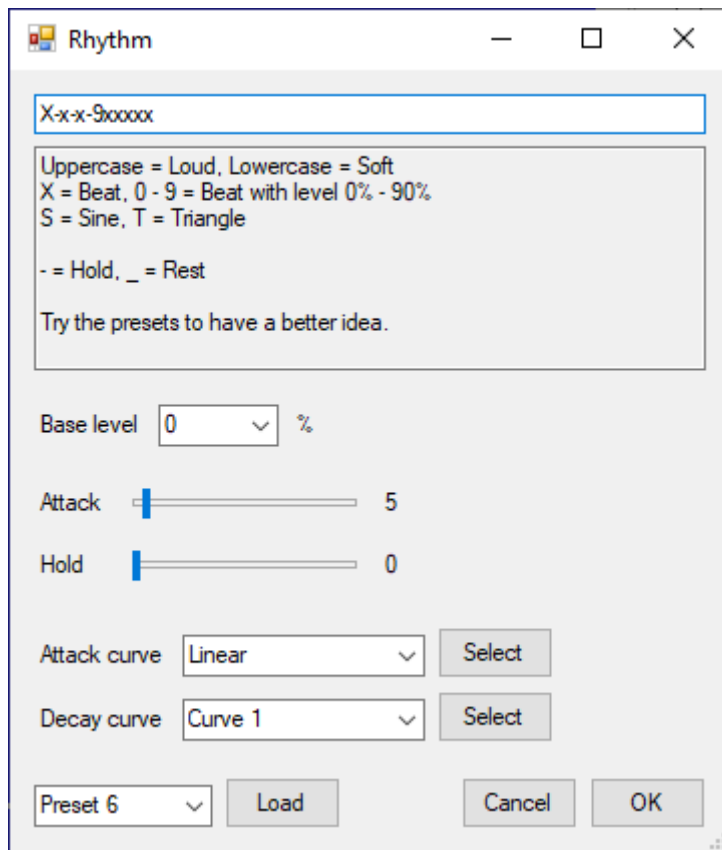 Rhythm
X-x-x-9xxxxx
Uppercase = Loud, Lowercase = Soft
X = Beat, 0 - 9 = Beat with level 0% - 90%
S = Sine, T = Triangle
- = Hold, _ = Rest
Try the presets to have a better idea.
Base level 0 %
Attack 5
Hold 0
Attack curve Linear Select
Decay curve Curve 1 Select
Preset 6 Load Cancel OK